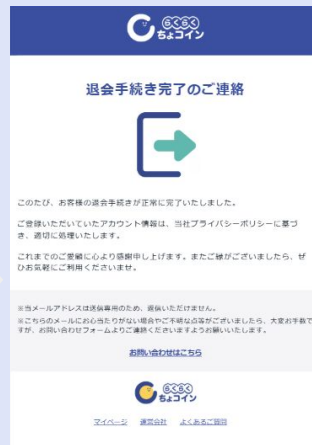 らくらく
ちょコイン
退会手続き完了のご連絡
このたび、お客様の退会手続きが正常に完了いたしました。
ご登録いただいていたアカウント情報は、当社プライバシーポリシーに基づ
き、適切に処理いたします。
これまでのご愛顧に心より感謝申し上げます。またご縁がございましたら、ぜ
ひお気軽にご利用くださいませ。
※当メールアドレスは送信専用のため、返信いただけません。
※こちらのメールにお心当たりがない場合やご不明な点等がございましたら、大変お手数で
すが、お問い合わせフォームよりご連絡くださいますようお願いいたします。
お問い合わせはこちら
らくらく
ちょコイン
マイページ 運営会社 よくあるご質問